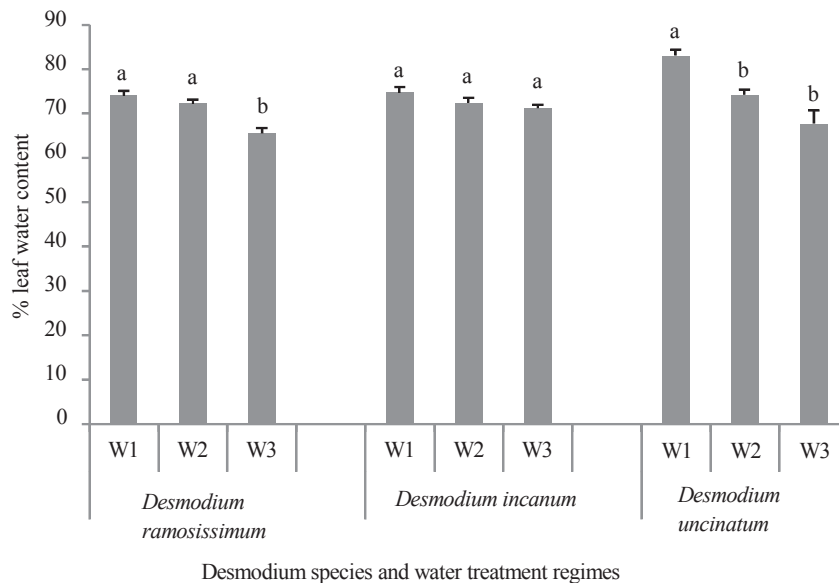 % leaf water content
90
80
70
60
50
40
30
20
10
0
a
a
b
a
a
a
a
b
b
W1 W2 W3 W1 W2 W3 W1 W2 W3
Desmodium
ramosissimum
Desmodium incanum
Desmodium
uncinatum
Desmodium species and water treatment regimes